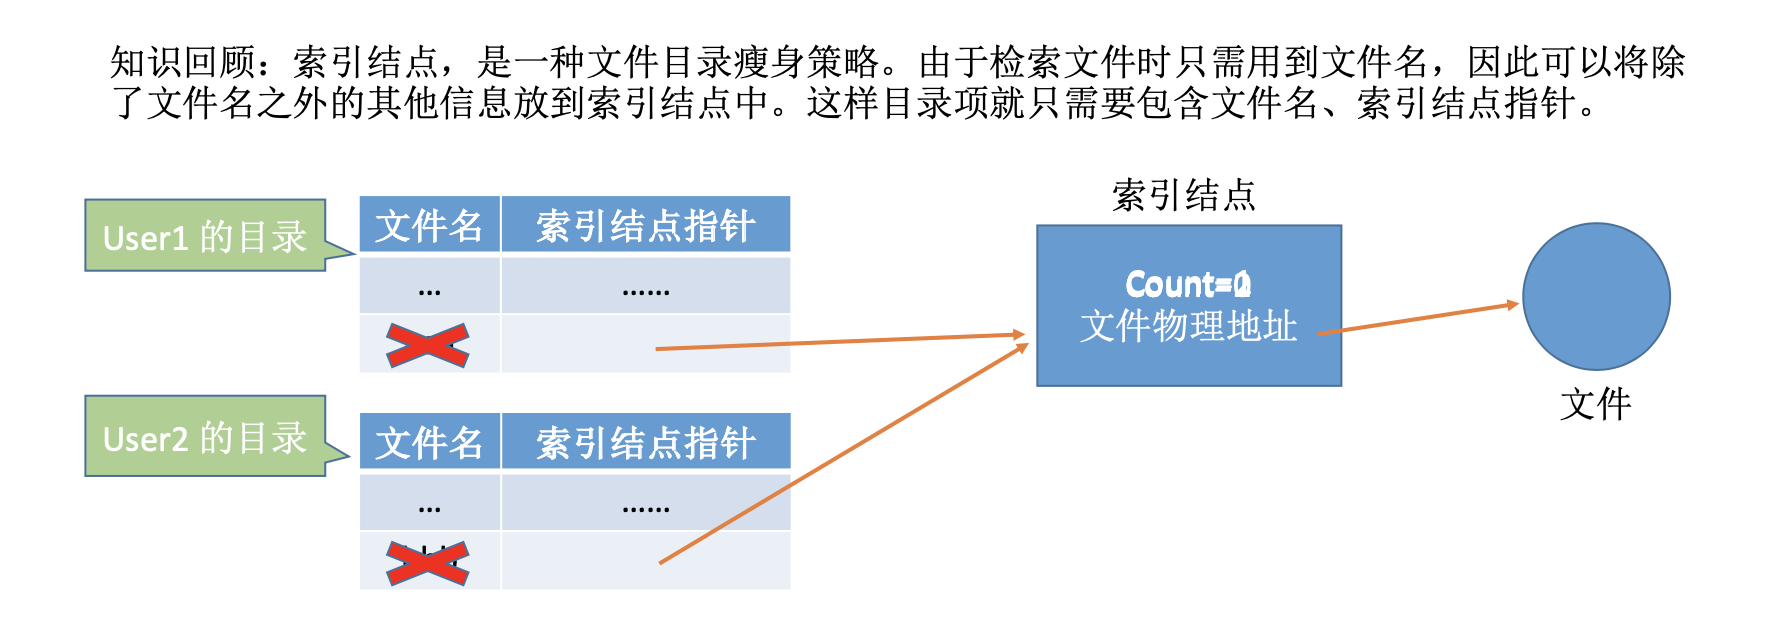 知识回顾：索引结点，是一种文件目录瘦身策略。由于检索文件时只需用到文件名，因此可以将除
了文件名之外的其他信息放到索引结点中。这样目录项就只需要包含文件名、索引结点指针。
索引结点
User1 的目录
文件名 索引结点指针
... ......
Count=
文件物理地址
文件
User2 的目录
文件名 索引结点指针
... ......